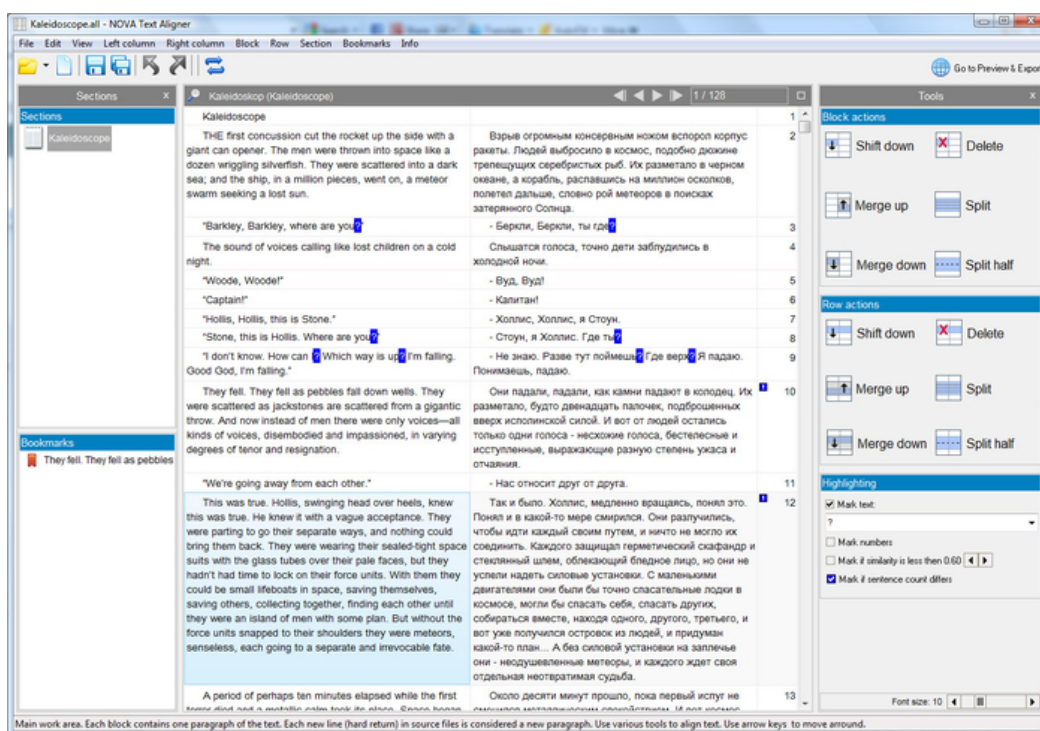 Kaleidoscope.all - NOVA Text Aligner
File Edit View Left column Right column Block Row Section Bookmarks Info
Go to Preview & Export
Sections x
Sections
Kaleidoscope
Bookmarks
They fell. They fell as pebbles
Kaleidoskop (Kaleidoscope)
1 / 128
Kaleidoscope
1
THE first concussion cut the rocket up the side with a
giant can opener. The men were thrown into space like a
dozen wriggling silverfish. They were scattered into a dark
sea; and the ship, in a million pieces, went on, a meteor
swarm seeking a lost sun.
Взрыв огромным консервным ножом вспорол корпус
ракеты. Людей выбросило в космос, подобно дюжине
трепещущих серебристых рыб. Их разметало в черном
океане, а корабль, распавшись на миллион осколков,
полетел дальше, словно рой метеоров в поисках
затерянного Солнца.
2
"Barkley, Barkley, where are you?"
- Беркли, Беркли, ты где?
3
The sound of voices calling like lost children on a cold
night.
Слышатся голоса, точно дети заблудились в
холодной ночи.
4
"Woode, Woode!"
- Вуд, Вуд!
5
"Captain!"
- Капитан!
6
"Hollis, Hollis, this is Stone."
- Холлис, Холлис, я Стоун.
7
"Stone, this is Hollis. Where are you?"
- Стоун, я Холлис. Где ты?
8
"I don't know. How can ? Which way is up? I'm falling.
Good God, I'm falling."
- Не знаю. Разве тут поймешь? Где верх? Я падаю.
Понимаешь, падаю.
9
They fell. They fell as pebbles fall down wells. They
were scattered as jackstones are scattered from a gigantic
throw. And now instead of men there were only voices—all
kinds of voices, disembodied and impassioned, in varying
degrees of tenor and resignation.
Они падали, падали, как камни падают в колодец. Их
разметало, будто двенадцать палочек, подброшенных
вверх исполинской силой. И вот от людей остались
только одни голоса - несхожие голоса, бестелесные и
исступленные, выражающие разную степень ужаса и
отчаяния.
! 10
"We're going away from each other."
- Нас относит друг от друга.
11
This was true. Hollis, swinging head over heels, knew
this was true. He knew it with a vague acceptance. They
were parting to go their separate ways, and nothing could
bring them back. They were wearing their sealed-tight space
suits with the glass tubes over their pale faces, but they
hadn't had time to lock on their force units. With them they
could be small lifeboats in space, saving themselves,
saving others, collecting together, finding each other until
they were an island of men with some plan. But without the
force units snapped to their shoulders they were meteors,
senseless, each going to a separate and irrevocable fate.
Так и было. Холлис, медленно вращаясь, понял это.
Понял и в какой-то мере смирился. Они разлучились,
чтобы идти каждый своим путем, и ничто не могло их
соединить. Каждого защищал герметический скафандр и
стеклянный шлем, облекающий бледное лицо, но они не
успели надеть силовые установки. С маленькими
двигателями они были бы точно спасательные лодки в
космосе, могли бы спасать себя, спасать других,
собираться вместе, находя одного, другого, третьего, и
вот уже получился островок из людей, и придуман
какой-то план... А без силовой установки на заплечье
они - неодушевленные метеоры, и каждого ждет своя
отдельная неотвратимая судьба.
! 12
A period of perhaps ten minutes elapsed while the first
terror died and a metallic calm took its place. Space began
Около десяти минут прошло, пока первый испуг не
сменился металлическим спокойствием. И вот космос
13
Tools x
Block actions
Shift down Delete
Merge up Split
Merge down Split half
Row actions
Shift down Delete
Merge up Split
Merge down Split half
Highlighting
Mark text:
?
Mark numbers
Mark if similarity is less then 0.60
Mark if sentence count differs
Font size: 10
Main work area. Each block contains one paragraph of the text. Each new line (hard return) in source files is considered a new paragraph. Use various tools to align text. Use arrow keys to move arround.